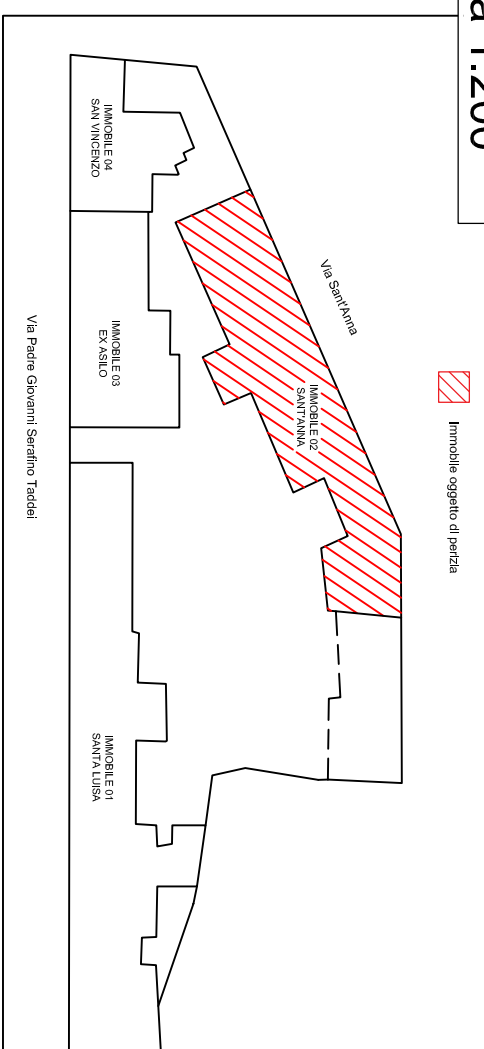 a 1:200
Immobile oggetto di perizia
Via Sant'Anna
IMMOBILE 02
SANT'ANNA
IMMOBILE 04
SAN VINCENZO
IMMOBILE 03
EX ASILO
IMMOBILE 01
SANTA LUISA
Via Padre Giovanni Serafino Taddei